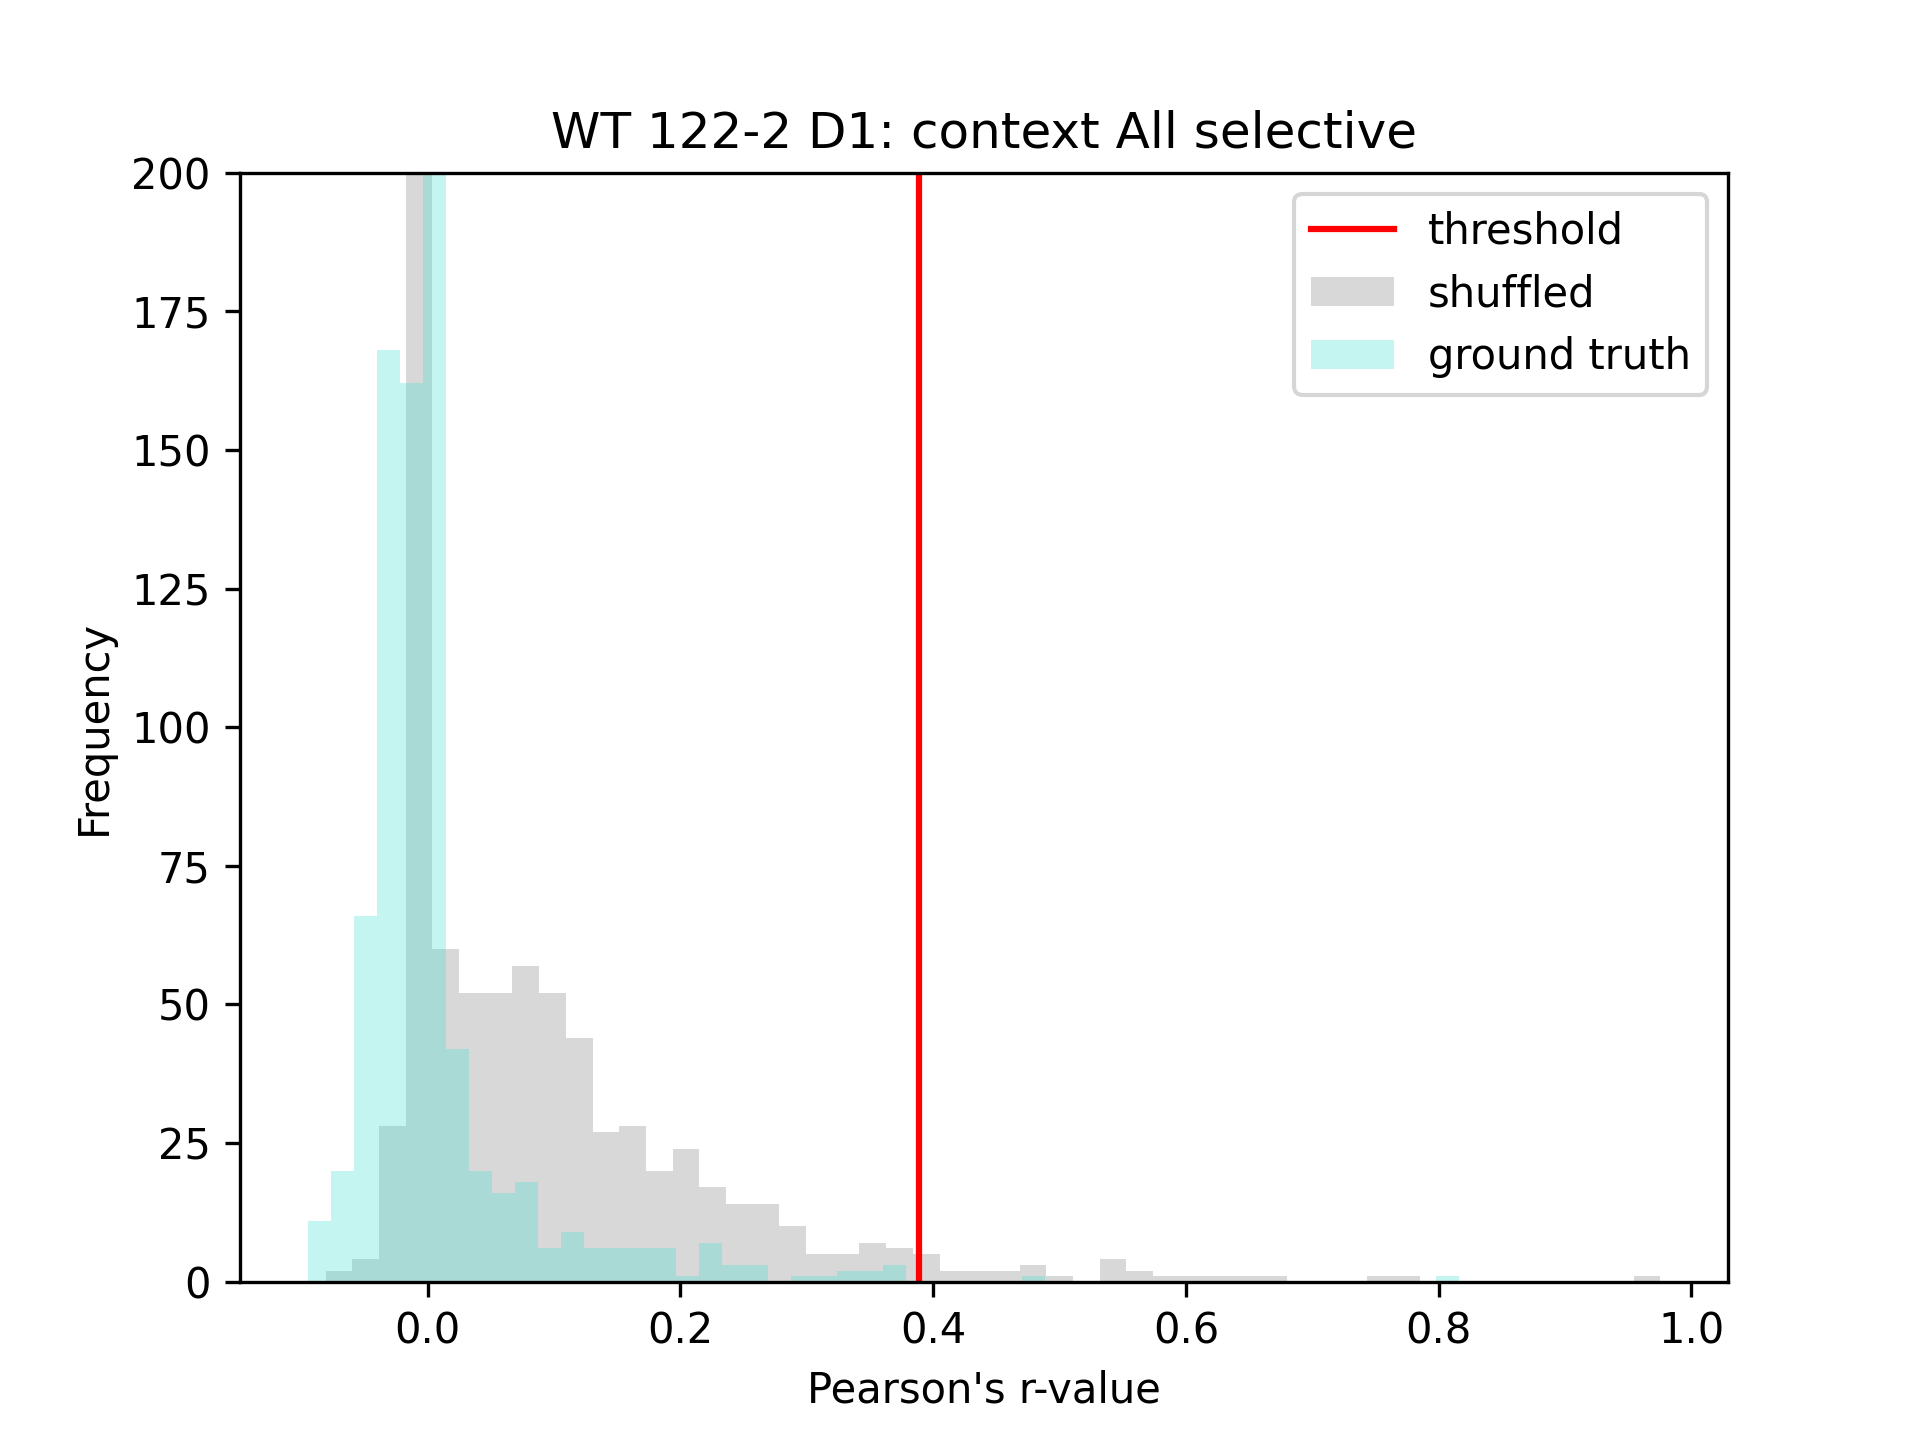 WT 122-2 D1: context All selective
threshold
shuffled
ground truth
200
175
150
125
100
75
50
25
0
Frequency
0.0 0.2 0.4 0.6 0.8 1.0
Pearson's r-value